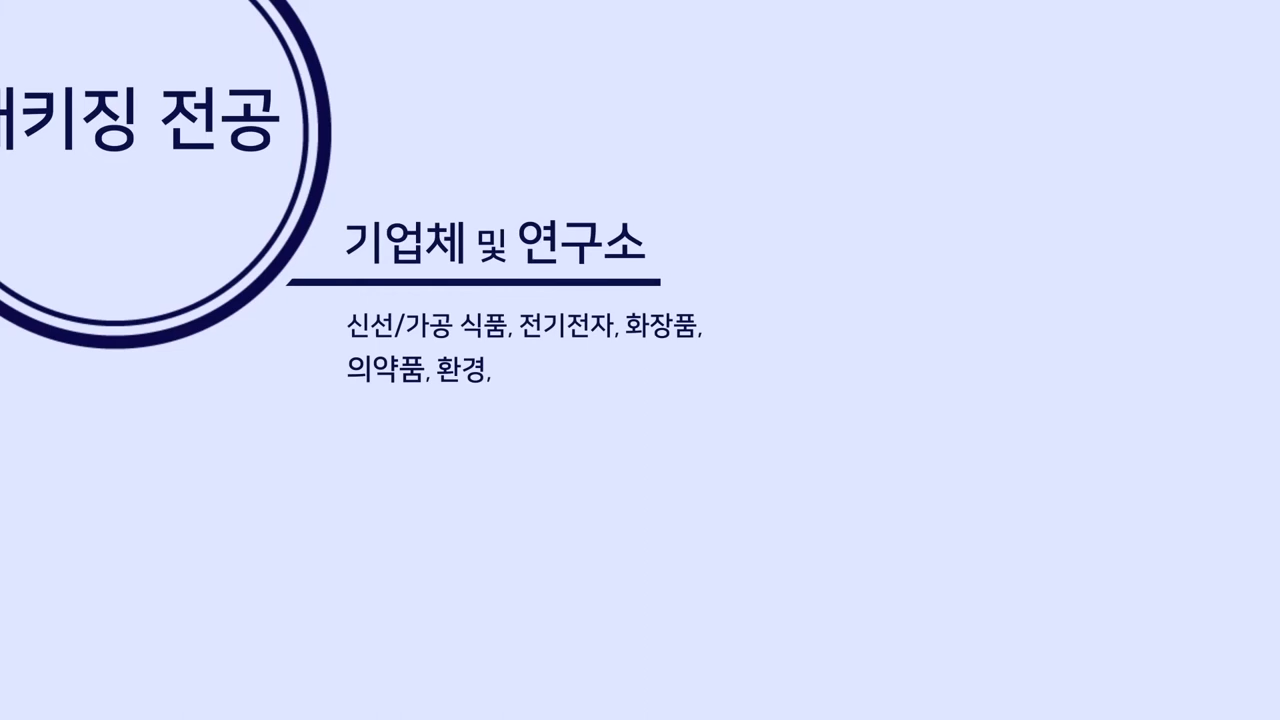 키징 전공
기업체 및 연구소
신선/가공 식품, 전기전자, 화장품,
의약품, 환경,